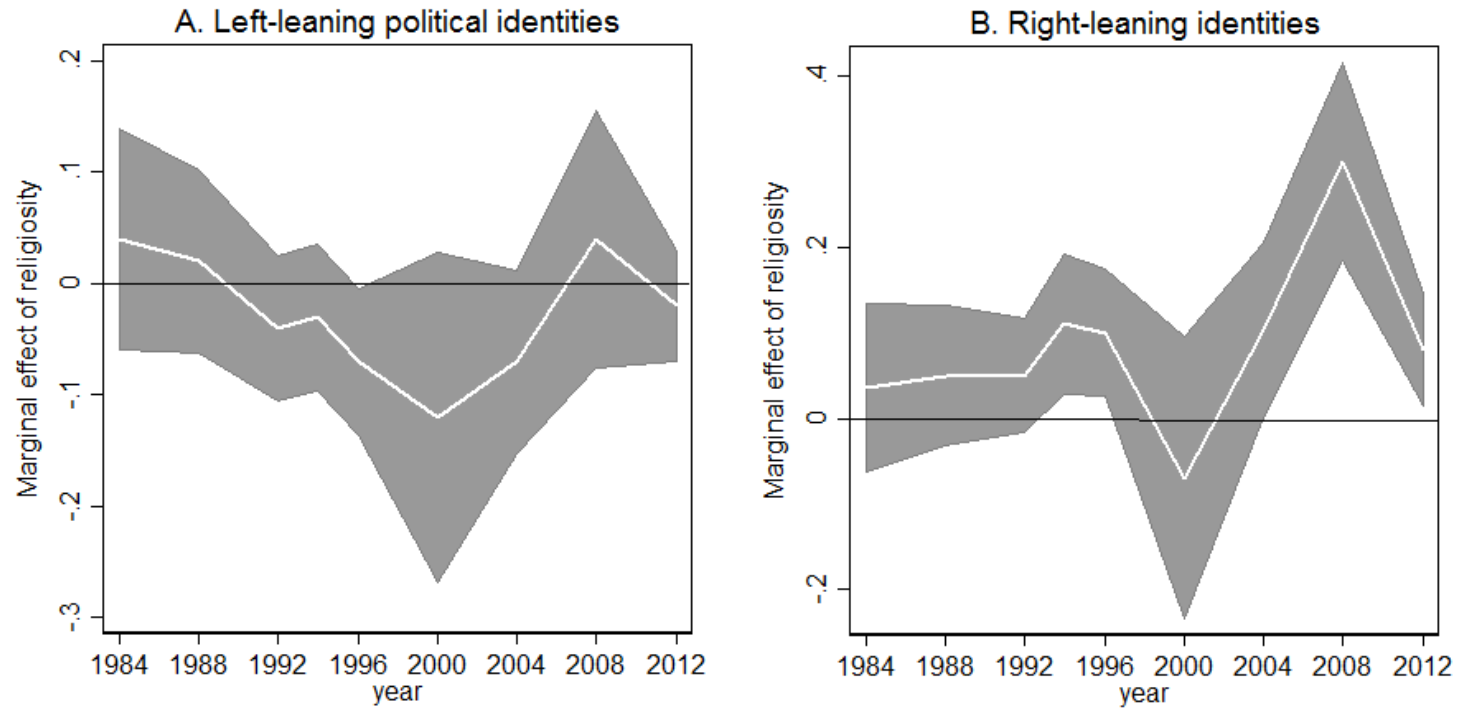 A. Left-leaning political identities
Marginal effect of religiosity
.2
.1
0
-.1
-.2
-.3
1984 1988 1992 1996 2000 2004 2008 2012
year
B. Right-leaning identities
Marginal effect of religiosity
.4
.2
0
-.2
1984 1988 1992 1996 2000 2004 2008 2012
year